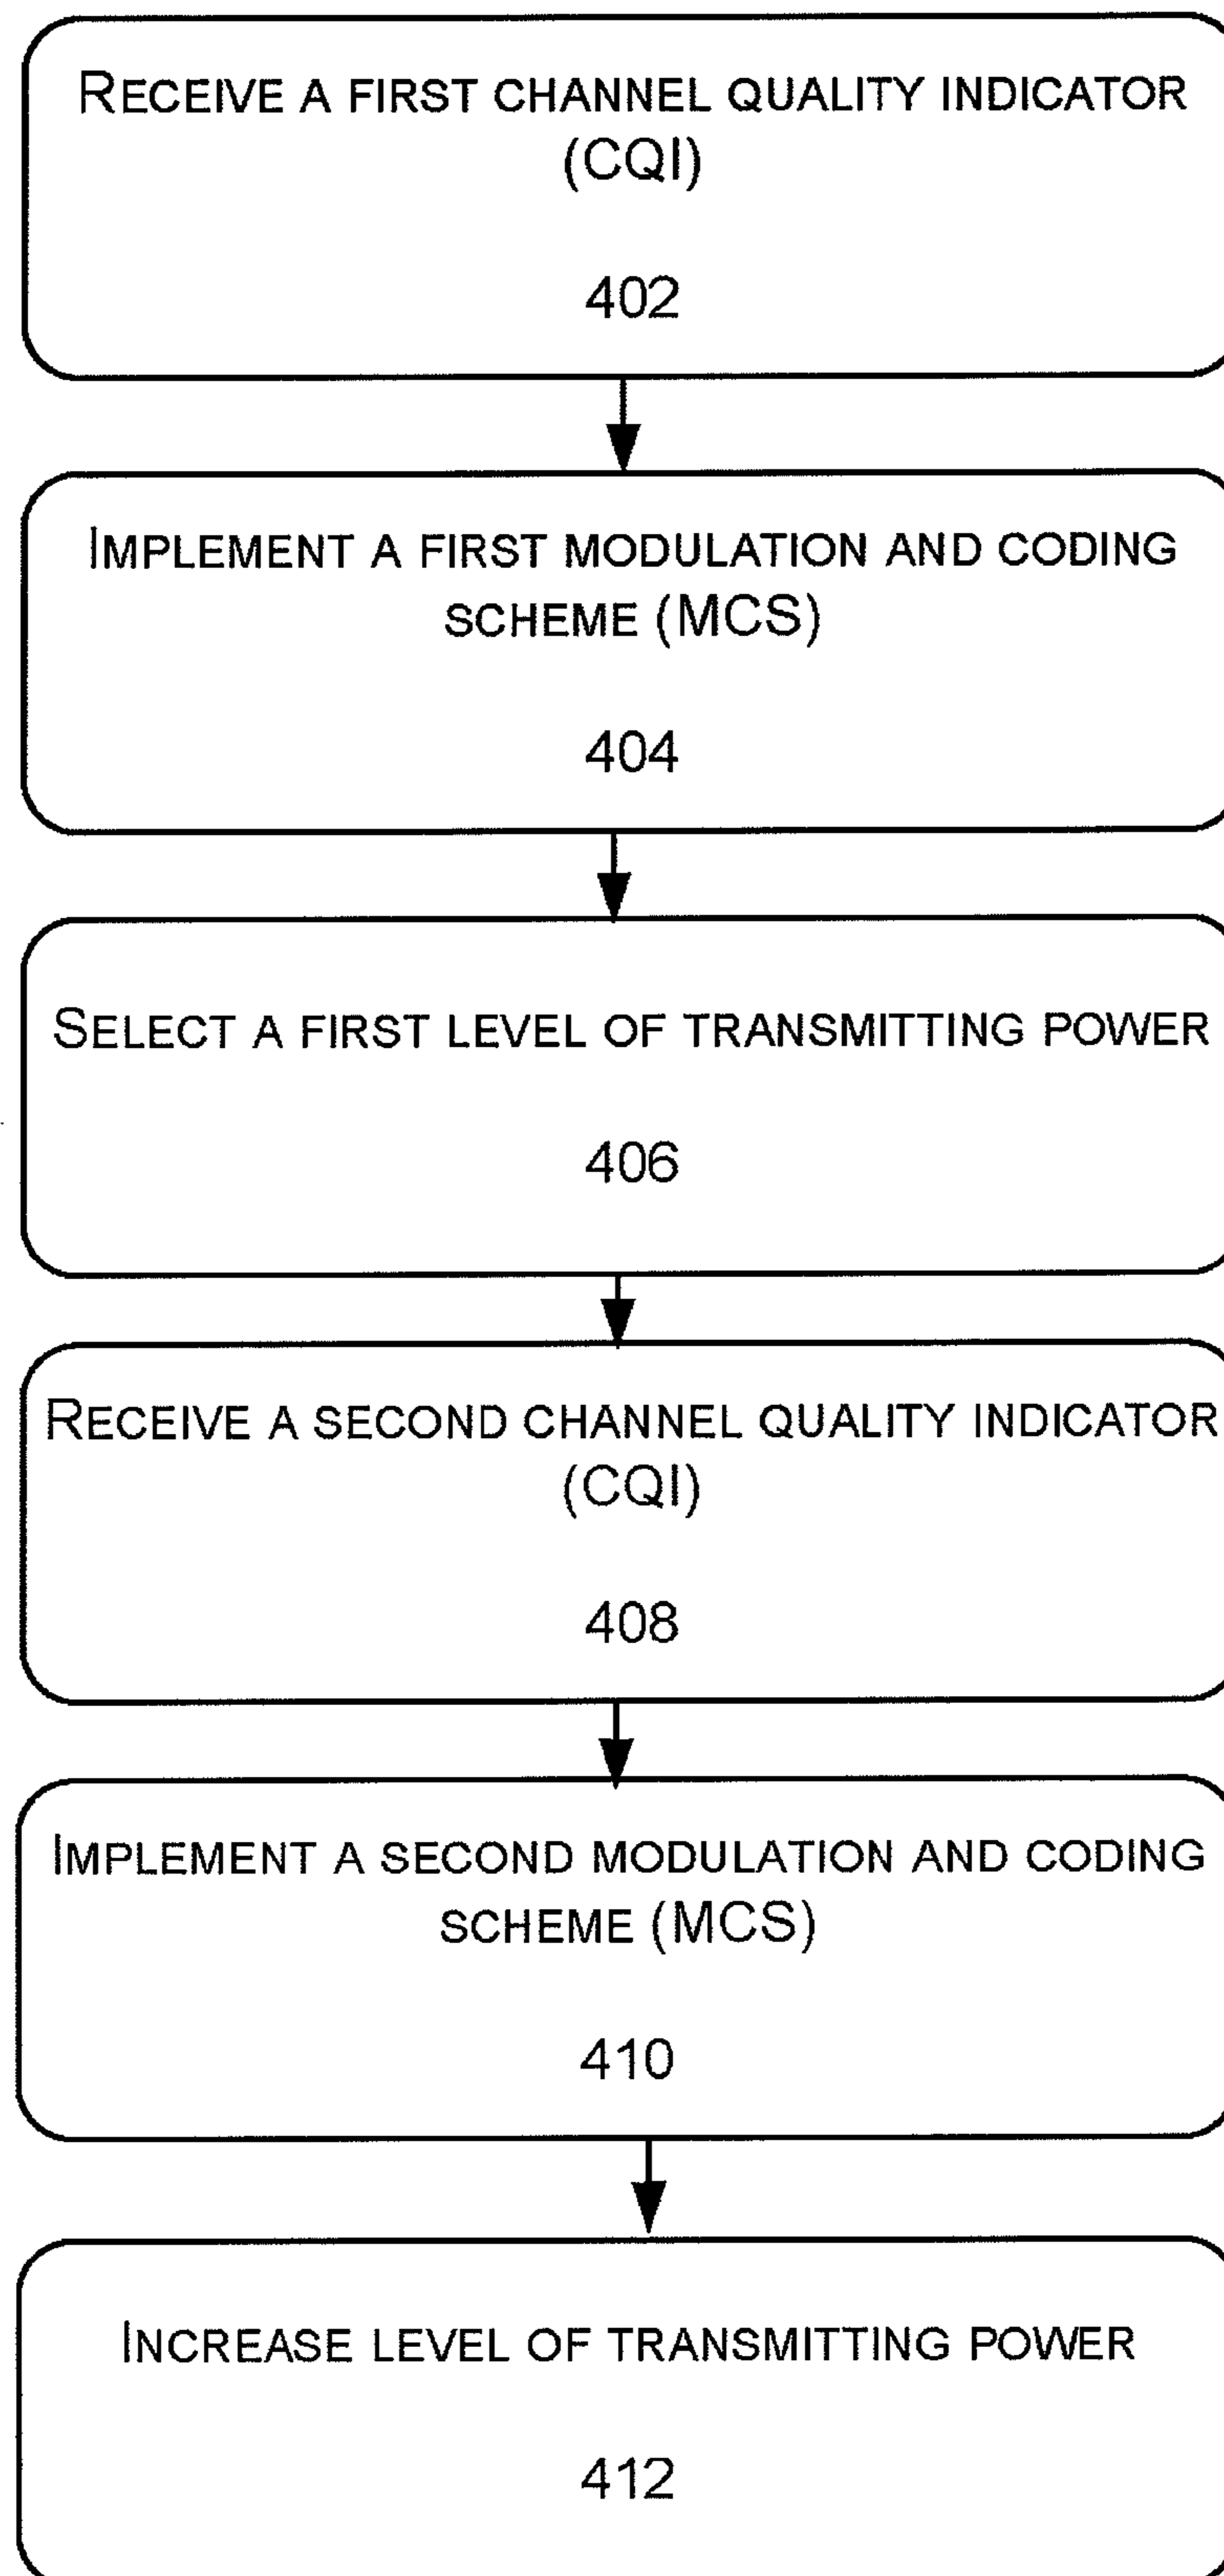 RECEIVE A FIRST CHANNEL QUALITY INDICATOR
(CQI)
402
IMPLEMENT A FIRST MODULATION AND CODING
SCHEME (MCS)
404
SELECT A FIRST LEVEL OF TRANSMITTING POWER
406
RECEIVE A SECOND CHANNEL QUALITY INDICATOR
(CQI)
408
IMPLEMENT A SECOND MODULATION AND CODING
SCHEME (MCS)
410
INCREASE LEVEL OF TRANSMITTING POWER
412